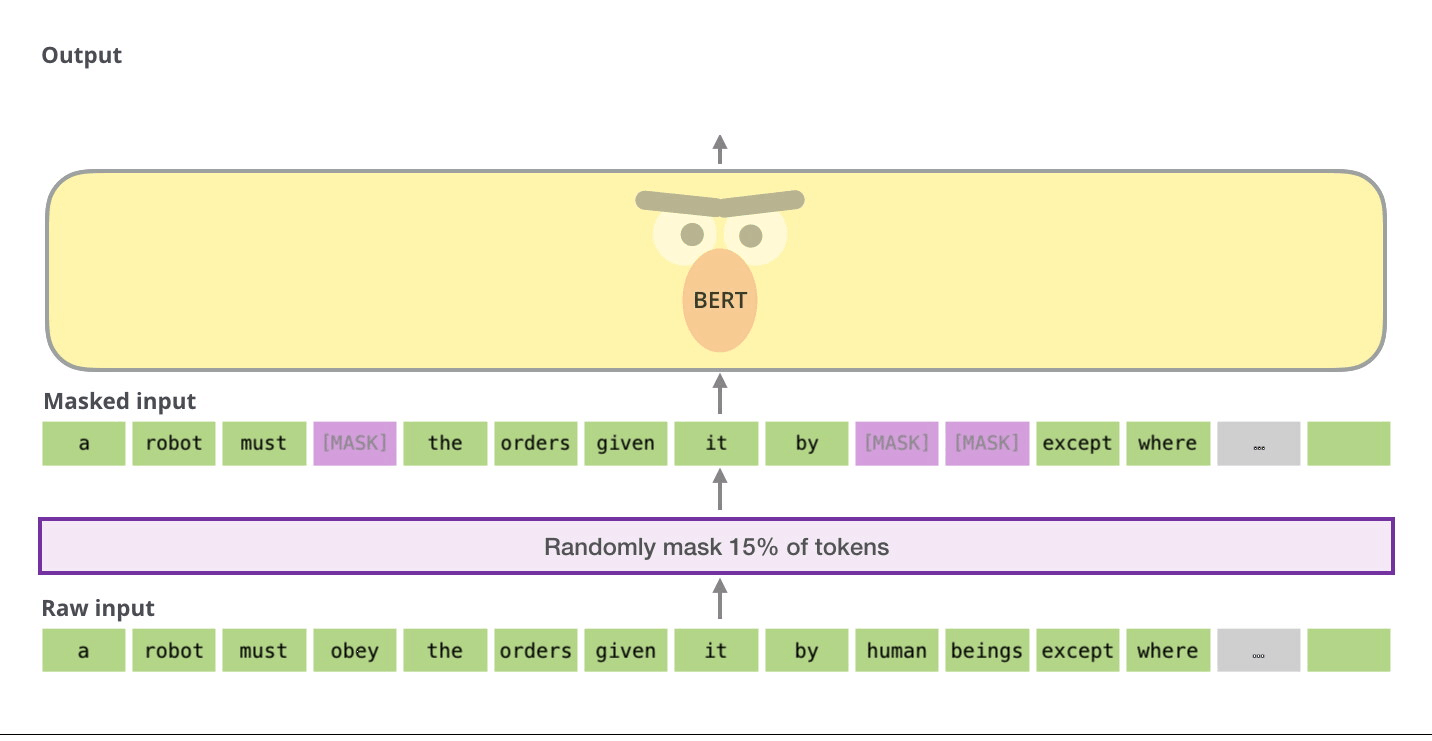 Output
BERT
Masked input
a robot must [MASK] the orders given it by [MASK] [MASK] except where ...
Randomly mask 15% of tokens
Raw input
a robot must obey the orders given it by human beings except where ...